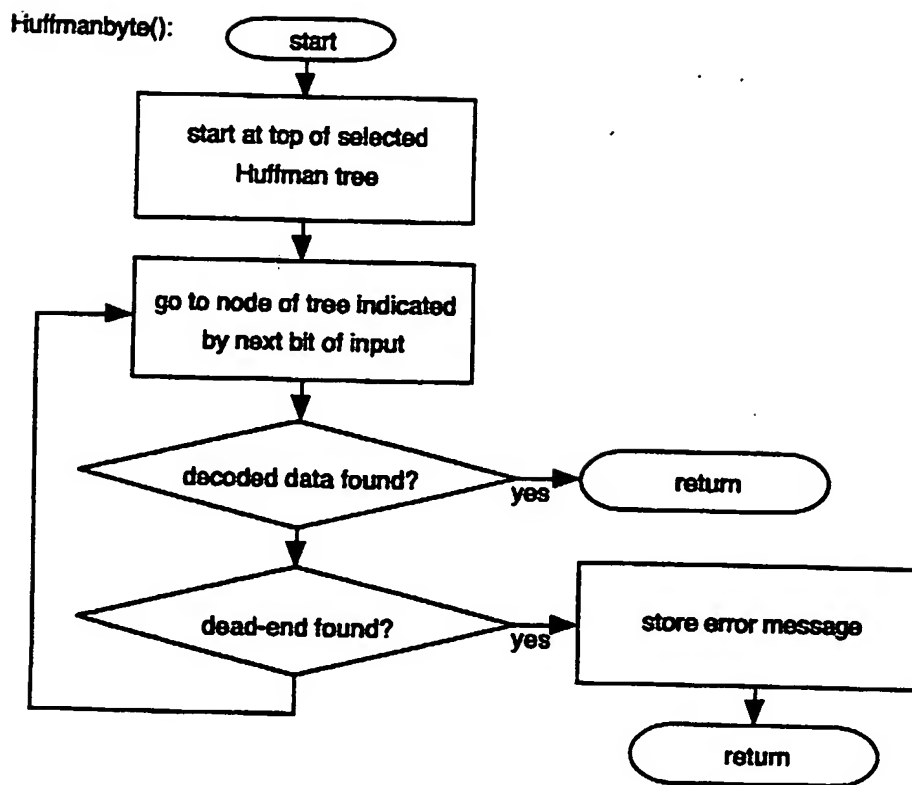 Huffmanbyte():
start
start at top of selected
Huffman tree
go to node of tree indicated
by next bit of input
decoded data found?
yes
return
dead-end found?
yes
store error message
return